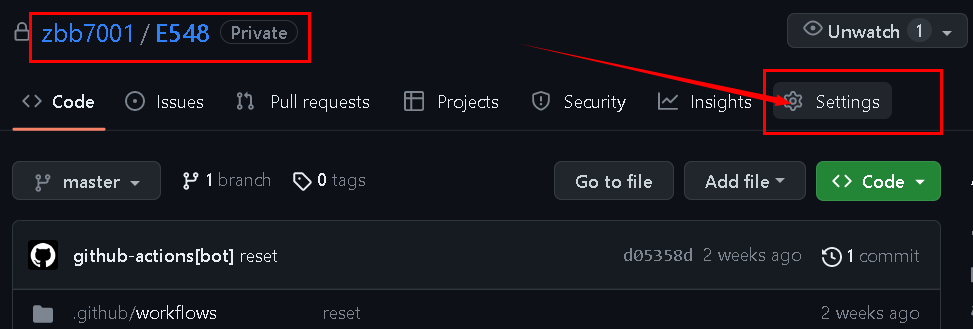 zbb7001 / E548 Private Unwatch 1
Code Issues Pull requests Projects Security Insights Settings
master 1 branch 0 tags Go to file Add file Code
github-actions[bot] reset d05358d 2 weeks ago 1 commit
.github/workflows reset 2 weeks ago